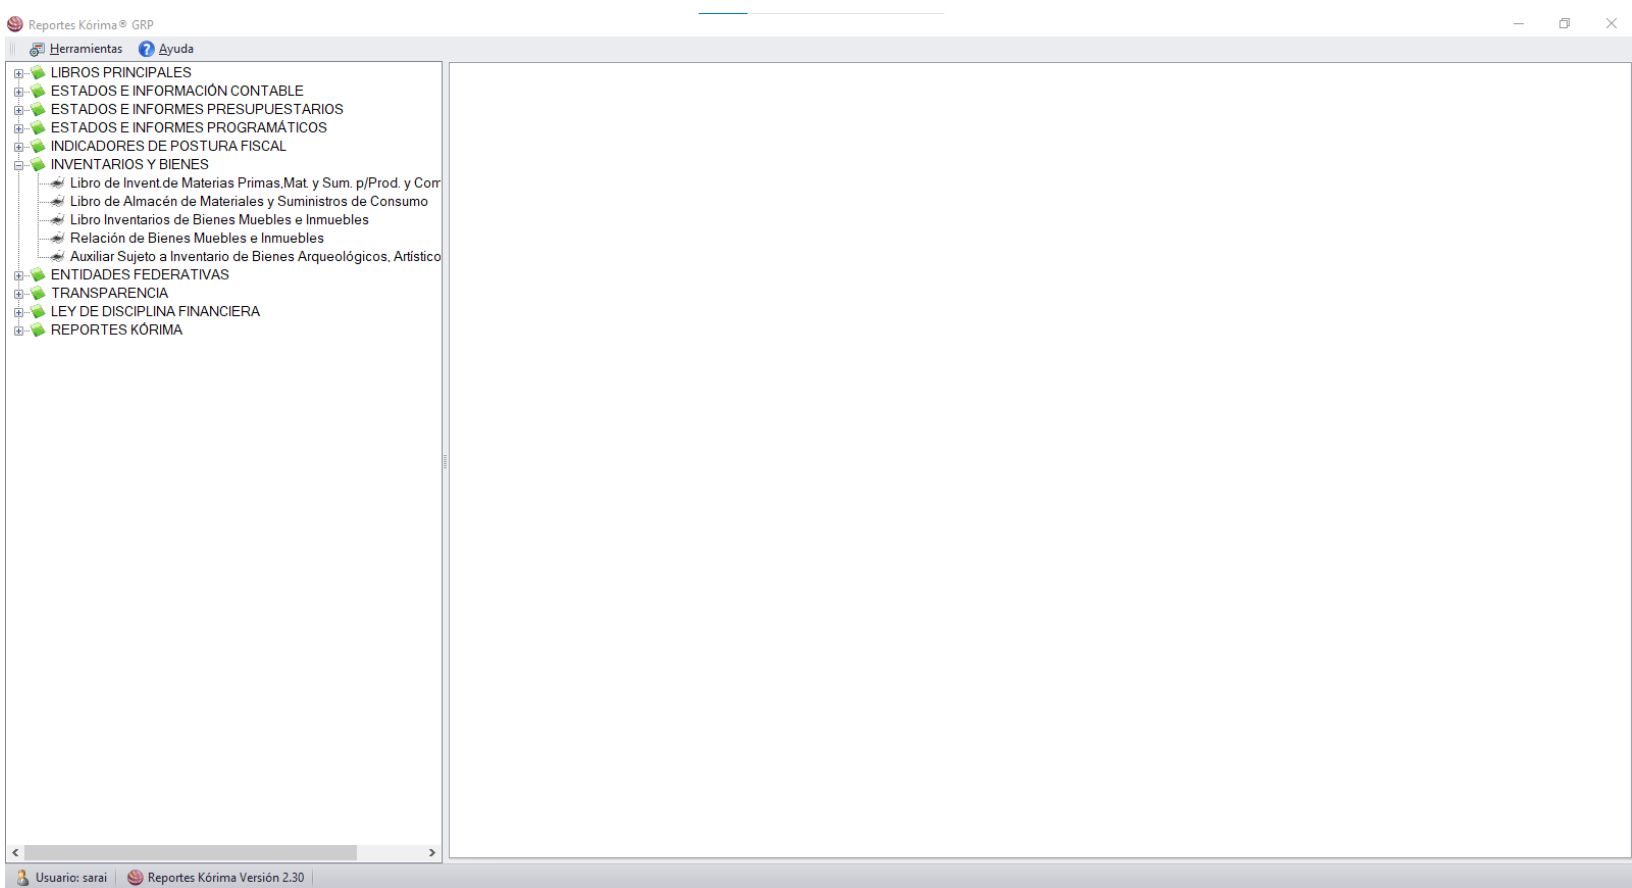 Reportes Kórima® GRP
Herramientas Ayuda
LIBROS PRINCIPALES
ESTADOS E INFORMACIÓN CONTABLE
ESTADOS E INFORMES PRESUPUESTARIOS
ESTADOS E INFORMES PROGRAMÁTICOS
INDICADORES DE POSTURA FISCAL
INVENTARIOS Y BIENES
Libro de Invent.de Materias Primas,Mat. y Sum. p/Prod. y Com
Libro de Almacén de Materiales y Suministros de Consumo
Libro Inventarios de Bienes Muebles e Inmuebles
Relación de Bienes Muebles e Inmuebles
Auxiliar Sujeto a Inventario de Bienes Arqueológicos, Artístico
ENTIDADES FEDERATIVAS
TRANSPARENCIA
LEY DE DISCIPLINA FINANCIERA
REPORTES KÓRIMA
Usuario: sarai Reportes Kórima Versión 2.30